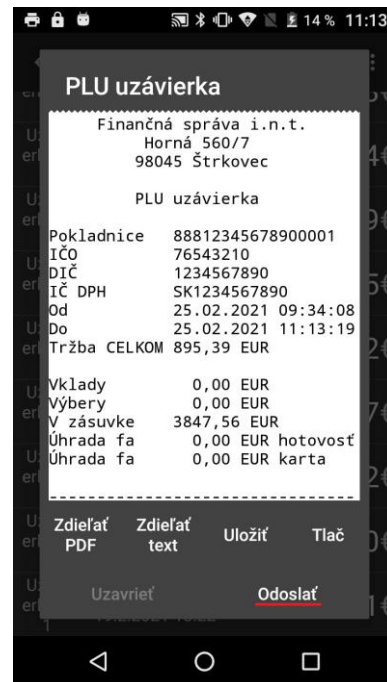 14 % 11:13
PLU uzávierka
Finančná správa i.n.t.
Horná 560/7
98045 Štrkovec
PLU uzávierka
Pokladnice 88812345678900001
IČO 76543210
DIČ 1234567890
IČ DPH SK1234567890
Od 25.02.2021 09:34:08
Do 25.02.2021 11:13:19
Tržba CELKOM 895,39 EUR
Vklady 0,00 EUR
Výbery 0,00 EUR
V zásuvke 3847,56 EUR
Úhrada fa 0,00 EUR hotovosť
Úhrada fa 0,00 EUR karta
--------------------------------
Zdieľať PDF Zdieľať text Uložiť Tlač
Uzavrieť Odoslať